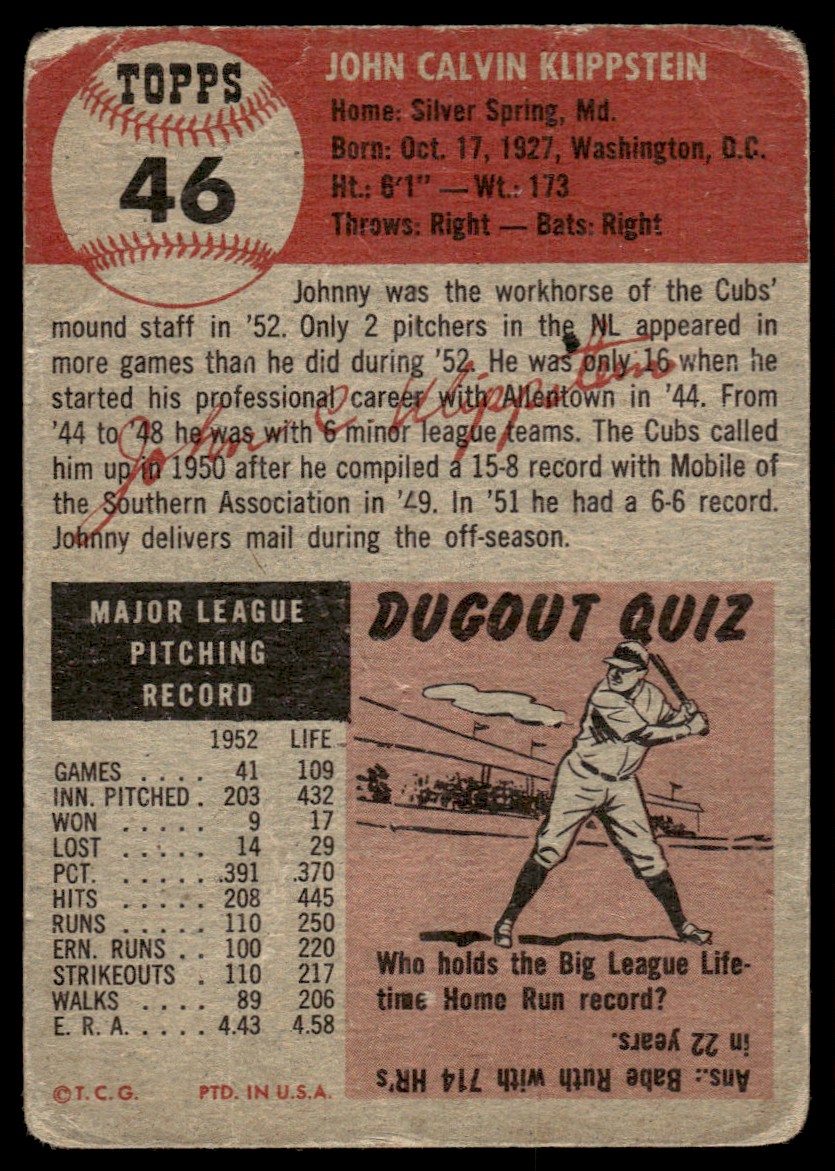 TOPPS
46
JOHN CALVIN KLIPPSTEIN
Home: Silver Spring, Md.
Born: Oct. 17, 1927, Washington, D.C.
Ht.: 6'1" — Wt.: 173
Throws: Right — Bats: Right
Johnny was the workhorse of the Cubs'
mound staff in '52. Only 2 pitchers in the NL appeared in
more games than he did during '52. He was only 16 when he
started his professional career with Allentown in '44. From
'44 to '48 he was with 6 minor league teams. The Cubs called
him up in 1950 after he compiled a 15-8 record with Mobile of
the Southern Association in '49. In '51 he had a 6-6 record.
Johnny delivers mail during the off-season.
John C Klippstein
MAJOR LEAGUE
PITCHING
RECORD
1952 LIFE
GAMES . . . . 41 109
INN. PITCHED . 203 432
WON . . . . . 9 17
LOST . . . . . 14 29
PCT. . . . . . .391 .370
HITS . . . . . 208 445
RUNS . . . . . 110 250
ERN. RUNS . . 100 220
STRIKEOUTS . 110 217
WALKS . . . . 89 206
E. R. A. . . . . 4.43 4.58
©T.C.G. PTD. IN U.S.A.
DUGOUT QUIZ
Who holds the Big League Life-
time Home Run record?
Ans.: Babe Ruth with 714 HR's
in 22 years.